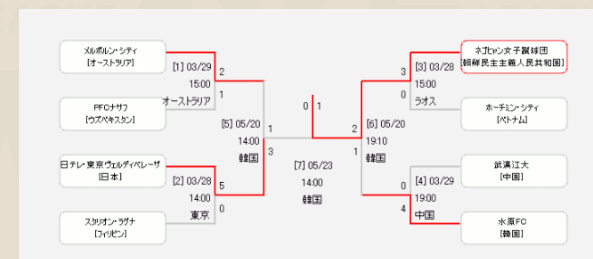 メルボルン・シティ
[オーストラリア]
[1] 03/29
15:00
オーストラリア
2
1
PFCナサフ
[ウズベキスタン]
[5] 05/20
14:00
韓国
1
3
日テレ・東京ヴェルディベレーザ
[日本]
[2] 03/28
14:00
東京
5
0
スタリオン・ラグナ
[フィリピン]
0
1
[7] 05/23
14:00
韓国
ネゴヒャン女子蹴球団
[朝鮮民主主義人民共和国]
3
[3] 03/28
15:00
0
ラオス
ホーチミン・シティ
[ベトナム]
2
[6] 05/20
19:10
1
韓国
武漢江大
[中国]
0
[4] 03/29
19:00
4
中国
水原FC
[韓国]